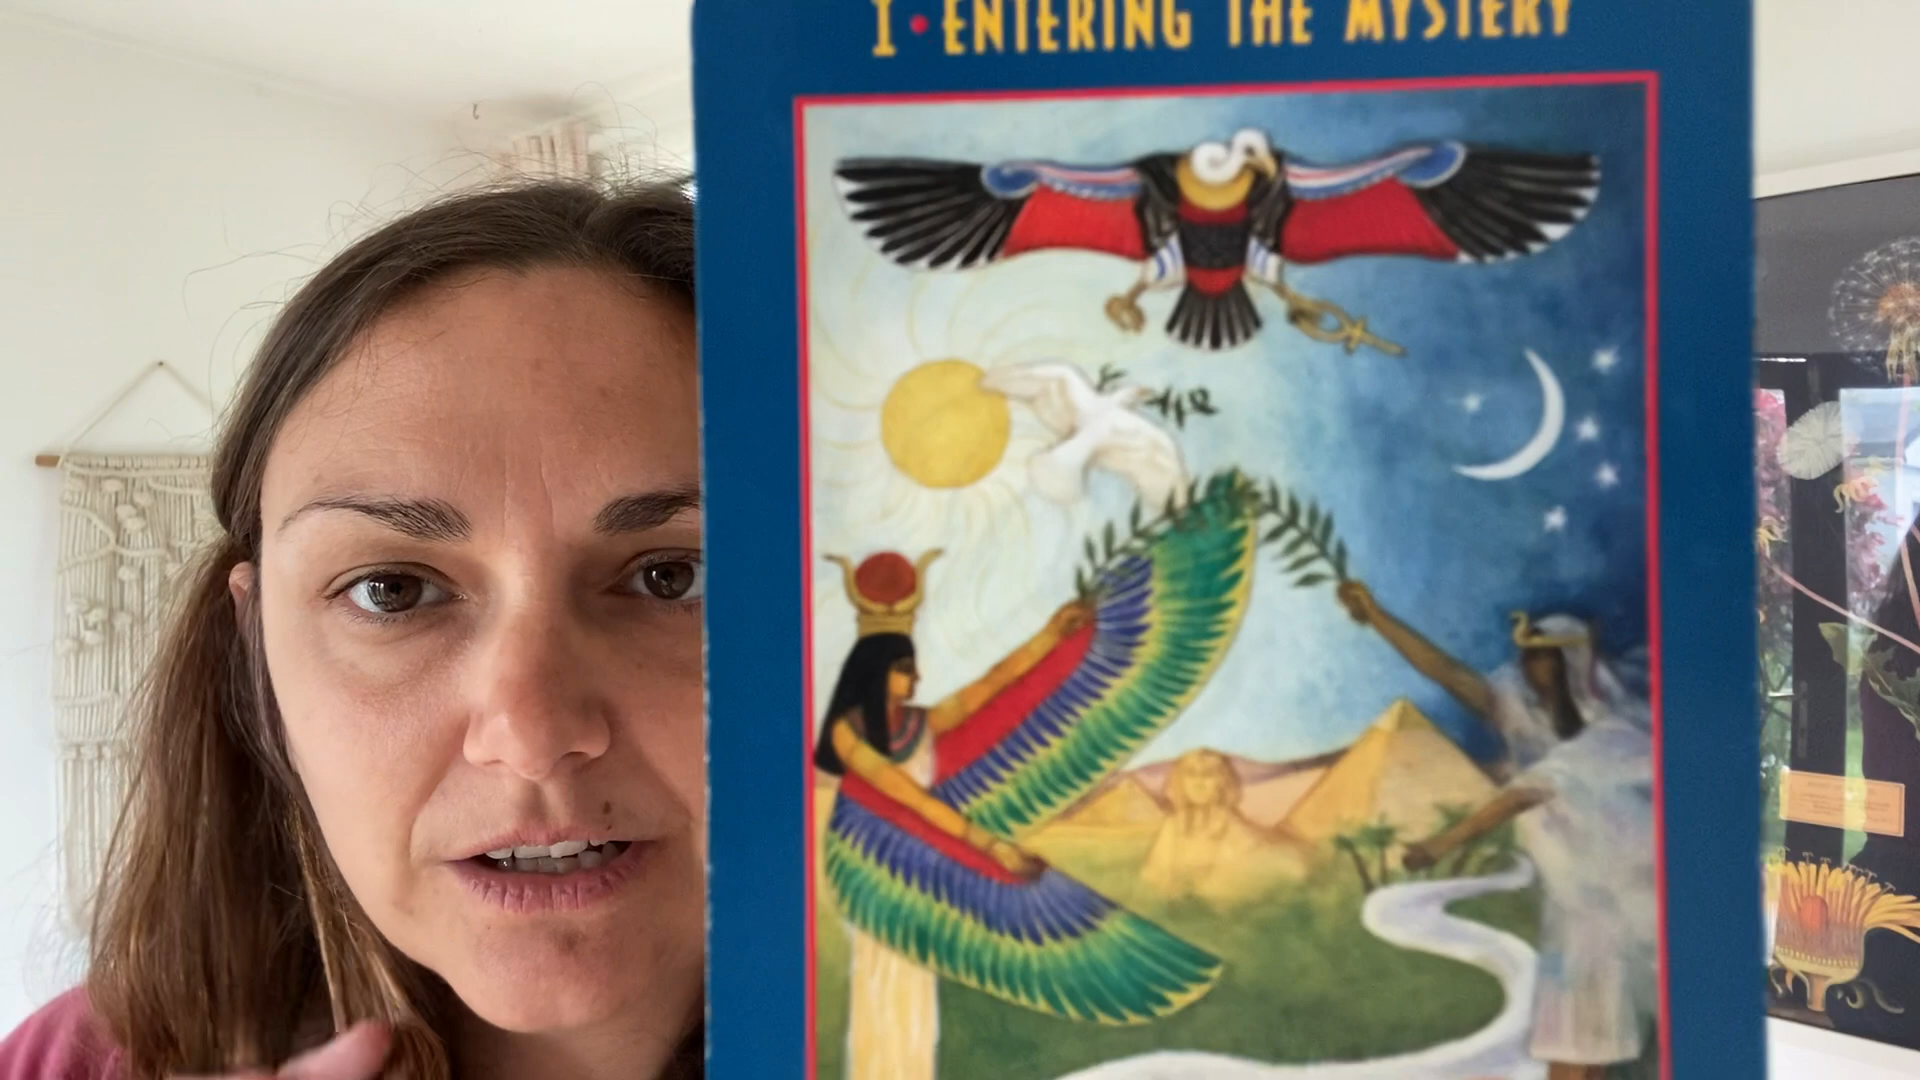 I • ENTERING THE MYSTERY